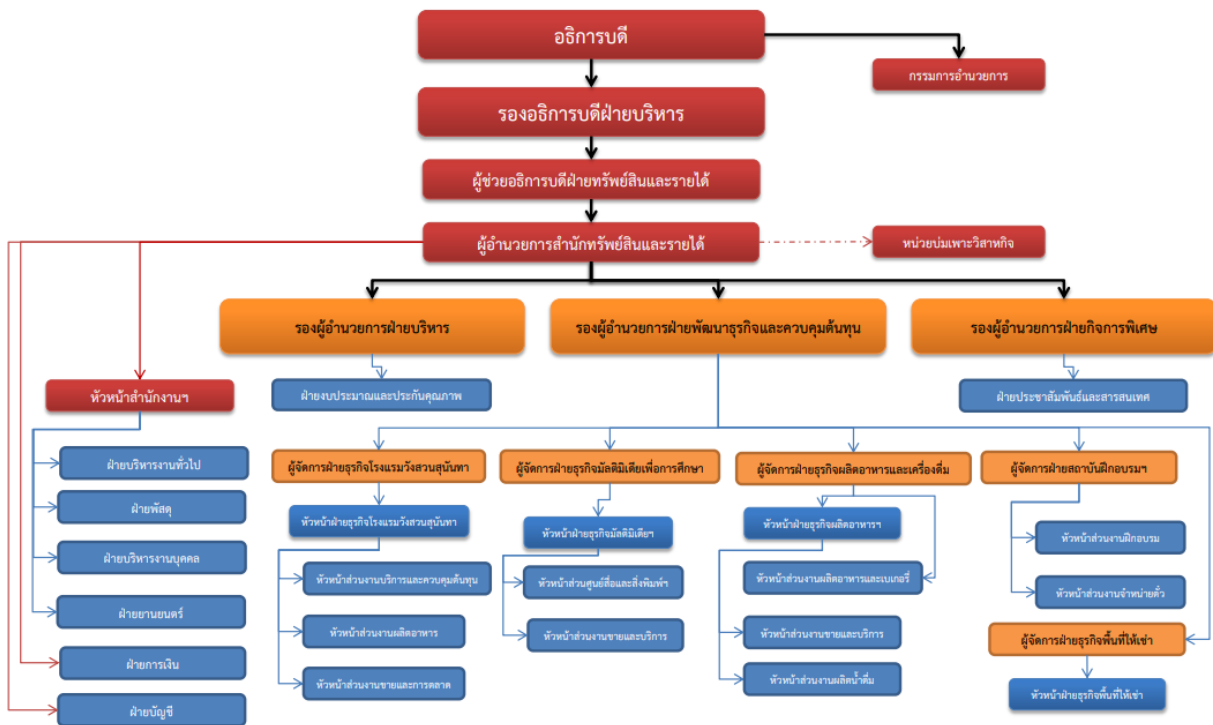 อธิการบดี
กรรมการอำนวยการ
รองอธิการบดีฝ่ายบริหาร
ผู้ช่วยอธิการบดีฝ่ายทรัพย์สินและรายได้
ผู้อำนวยการสำนักทรัพย์สินและรายได้
หน่วยบ่มเพาะวิสาหกิจ
รองผู้อำนวยการฝ่ายบริหาร
รองผู้อำนวยการฝ่ายพัฒนาธุรกิจและควบคุมต้นทุน
รองผู้อำนวยการฝ่ายกิจการพิเศษ
หัวหน้าสำนักงานฯ
ฝ่ายงบประมาณและประกันคุณภาพ
ฝ่ายประชาสัมพันธ์และสารสนเทศ
ฝ่ายบริหารงานทั่วไป
ฝ่ายพัสดุ
ฝ่ายบริหารงานบุคคล
ฝ่ายยานยนตร์
ฝ่ายการเงิน
ฝ่ายบัญชี
ผู้จัดการฝ่ายธุรกิจโรงแรมวังสวนสุนันทา
หัวหน้าฝ่ายธุรกิจโรงแรมวังสวนสุนันทา
หัวหน้าส่วนงานบริการและควบคุมต้นทุน
หัวหน้าส่วนงานผลิตอาหาร
หัวหน้าส่วนงานขายและการตลาด
ผู้จัดการฝ่ายธุรกิจมัลติมิเดียเพื่อการศึกษา
หัวหน้าฝ่ายธุรกิจมัลติมิเดียฯ
หัวหน้าส่วนศูนย์สื่อและสิ่งพิมพ์ฯ
หัวหน้าส่วนงานขายและบริการ
ผู้จัดการฝ่ายธุรกิจผลิตอาหารและเครื่องดื่ม
หัวหน้าฝ่ายธุรกิจผลิตอาหารฯ
หัวหน้าส่วนงานผลิตอาหารและเบเกอรี่
หัวหน้าส่วนงานขายและบริการ
หัวหน้าส่วนงานผลิตน้ำดื่ม
ผู้จัดการฝ่ายสถาบันฝึกอบรมฯ
หัวหน้าส่วนงานฝึกอบรม
หัวหน้าส่วนงานจำหน่ายตั๋ว
ผู้จัดการฝ่ายธุรกิจพื้นที่ให้เช่า
หัวหน้าฝ่ายธุรกิจพื้นที่ให้เช่า